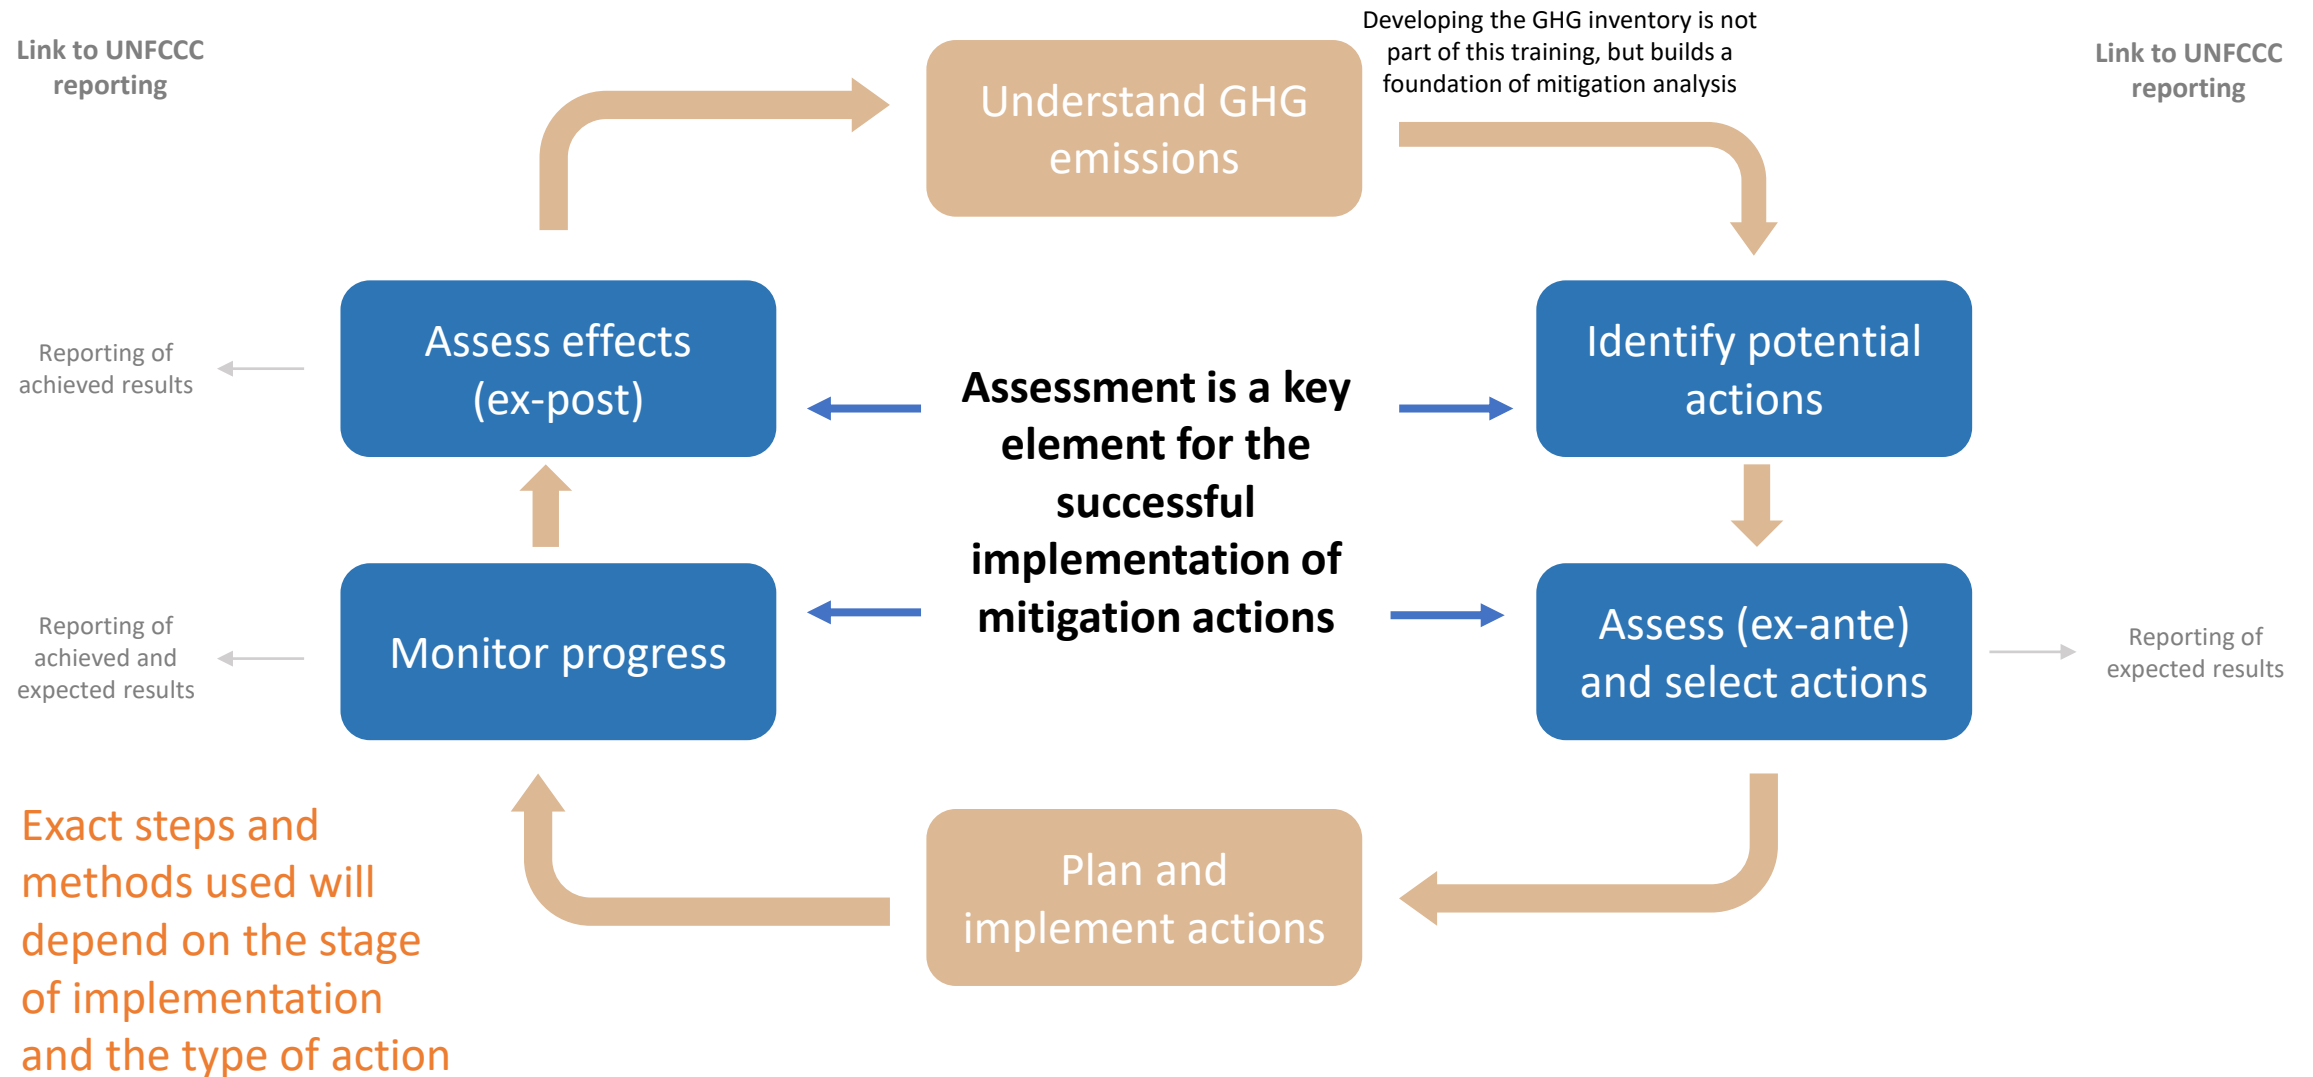 Link to UNFCCC
reporting
Developing the GHG inventory is not
part of this training, but builds a
foundation of mitigation analysis
Link to UNFCCC
reporting
Understand GHG
emissions
Assess effects
(ex-post)
Identify potential
actions
Reporting of
achieved results
Assessment is a key
element for the
successful
implementation of
mitigation actions
Monitor progress
Assess (ex-ante)
and select actions
Reporting of
achieved and
expected results
Reporting of
expected results
Plan and
implement actions
Exact steps and
methods used will
depend on the stage
of implementation
and the type of action